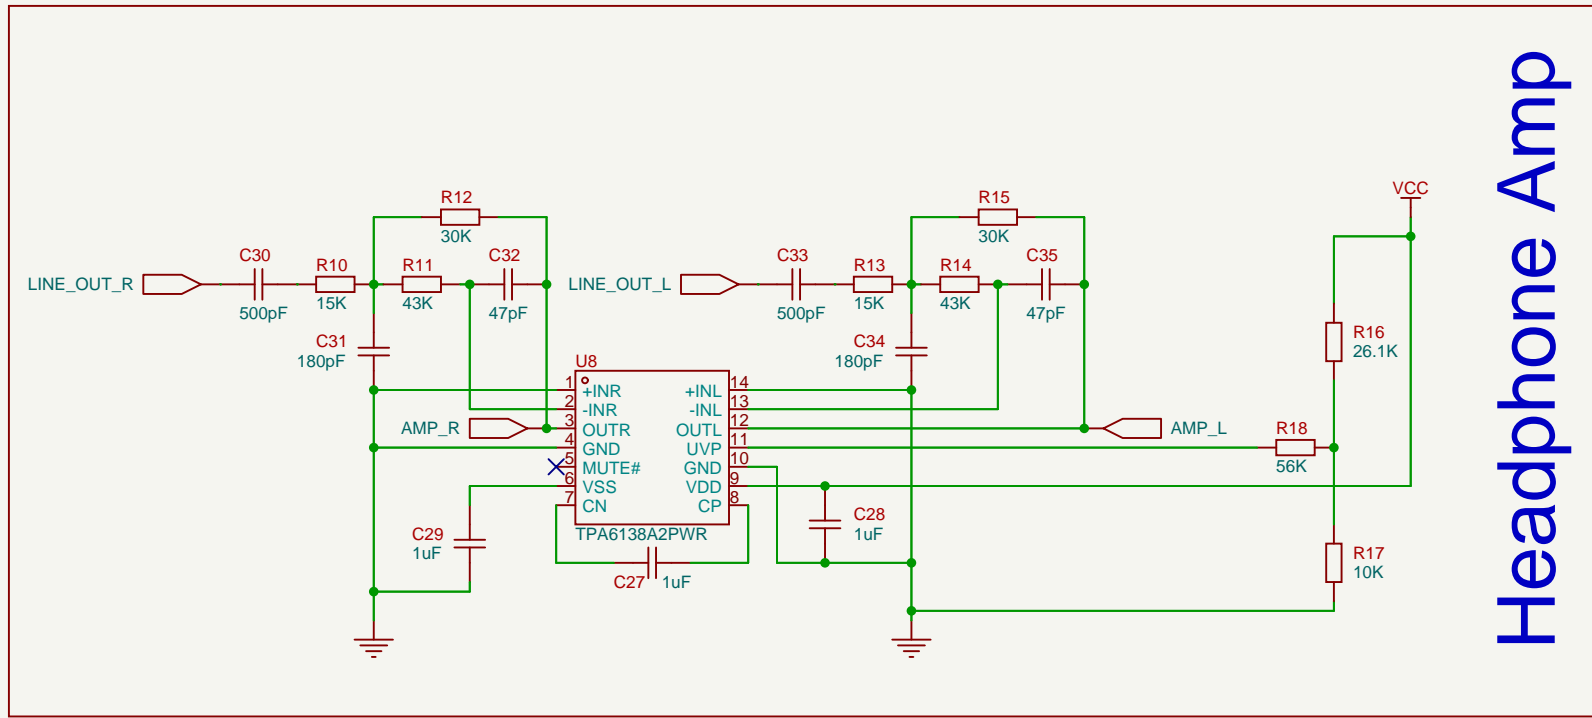 Headphone Amp
VCC
R12
30K
R15
30K
LINE_OUT_R
C30
500pF
R10
15K
R11
43K
C32
47pF
LINE_OUT_L
C33
500pF
R13
15K
R14
43K
C35
47pF
C31
180pF
C34
180pF
R16
26.1K
U8
1
+INR
+INL
14
2
-INR
-INL
13
AMP_R
3
OUTR
OUTL
12
AMP_L
4
GND
UVP
11
R18
56K
5
MUTE#
GND
10
6
VSS
VDD
9
7
CN
CP
8
TPA6138A2PWR
C29
1uF
C28
1uF
C27
1uF
R17
10K